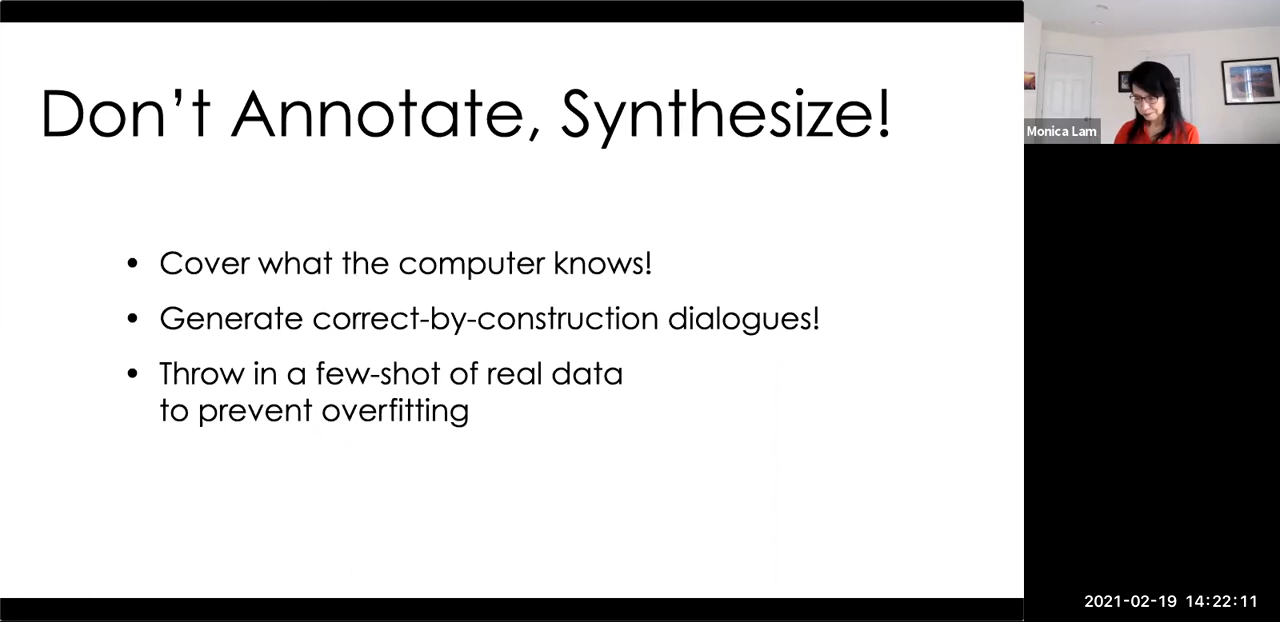 Don't Annotate, Synthesize!
• Cover what the computer knows!
• Generate correct-by-construction dialogues!
• Throw in a few-shot of real data
to prevent overfitting
Monica Lam
2021-02-19 14:22:11